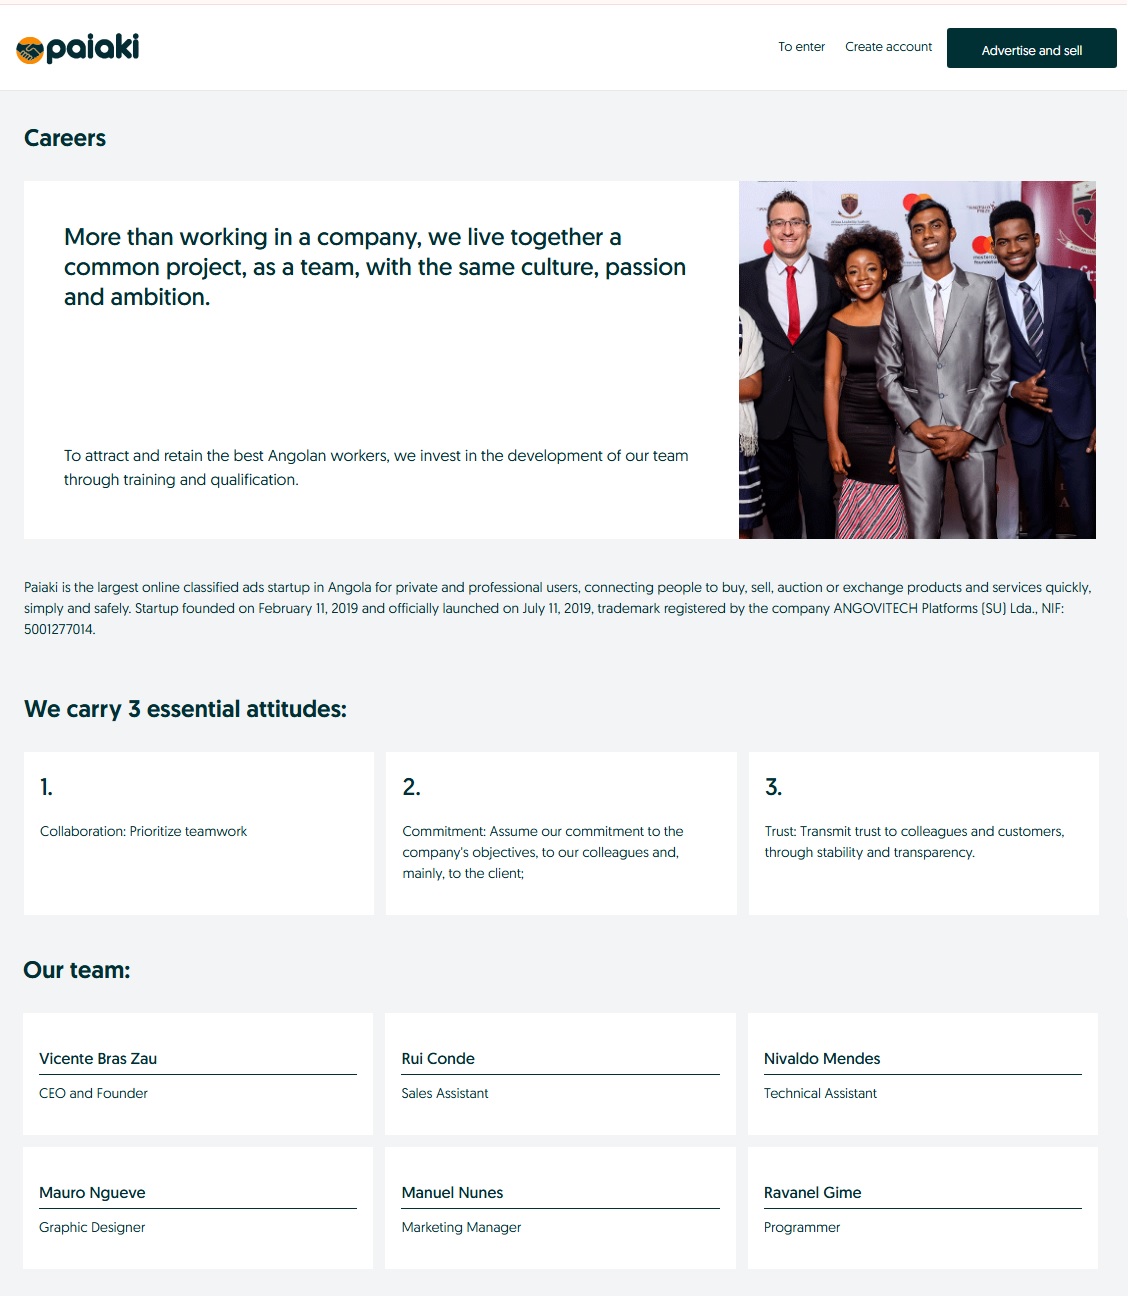 paiaki
To enter
Create account
Advertise and sell
Careers
More than working in a company, we live together a
common project, as a team, with the same culture, passion
and ambition.
To attract and retain the best Angolan workers, we invest in the development of our team
through training and qualification.
Paiaki is the largest online classified ads startup in Angola for private and professional users, connecting people to buy, sell, auction or exchange products and services quickly,
simply and safely. Startup founded on February 11, 2019 and officially launched on July 11, 2019, trademark registered by the company ANGOVITECH Platforms (SU) Lda., NIF:
5001277014.
We carry 3 essential attitudes:
1.
Collaboration: Prioritize teamwork
2.
Commitment: Assume our commitment to the
company's objectives, to our colleagues and,
mainly, to the client;
3.
Trust: Transmit trust to colleagues and customers,
through stability and transparency.
Our team:
Vicente Bras Zau
CEO and Founder
Rui Conde
Sales Assistant
Nivaldo Mendes
Technical Assistant
Mauro Ngueve
Graphic Designer
Manuel Nunes
Marketing Manager
Ravanel Gime
Programmer